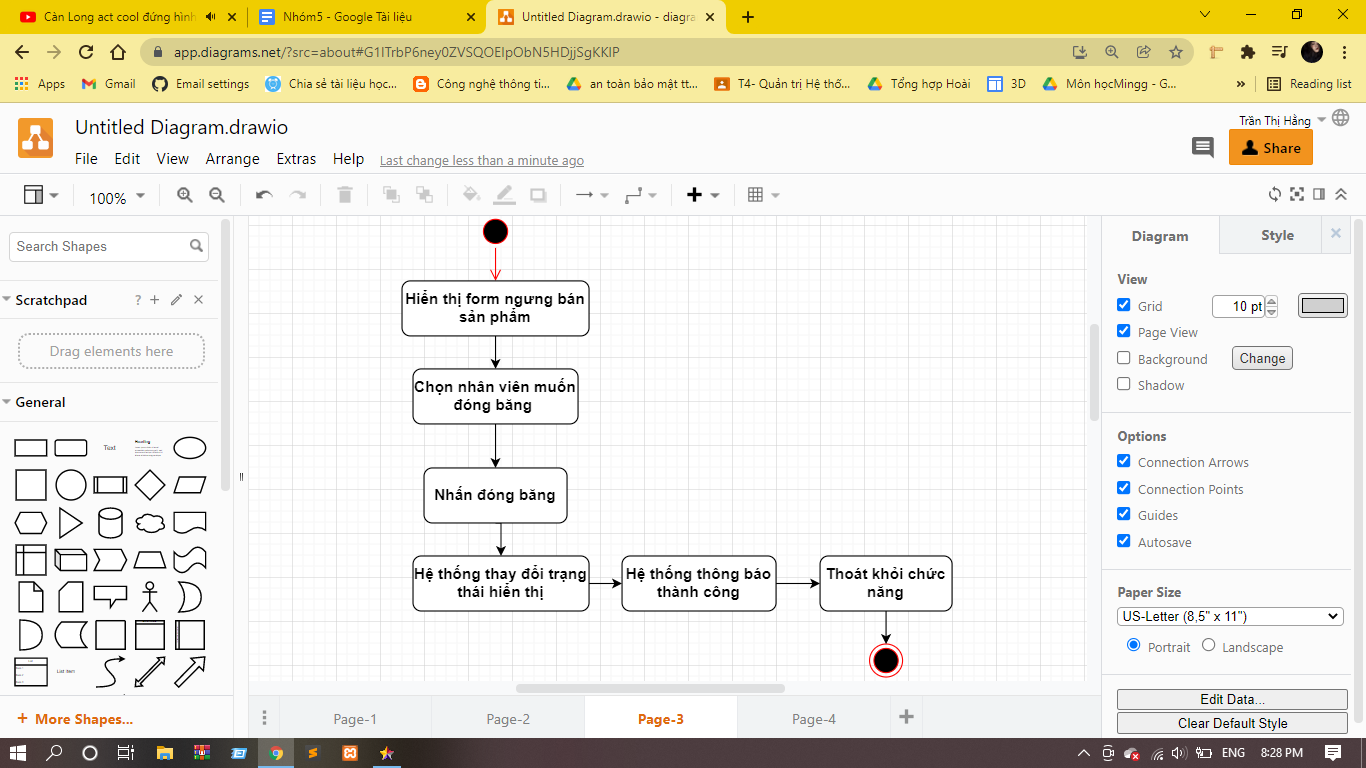 Càn Long act cool đứng hình
Nhóm5 - Google Tài liệu
Untitled Diagram.drawio - diagra
app.diagrams.net/?src=about#G1ITrbP6ney0ZVSQOEIpObN5HDjjSgKKIP
Apps
Gmail
Email settings
Chia sẻ tài liệu học...
Công nghệ thông ti...
an toàn bảo mật tt...
T4- Quản trị Hệ thố...
Tổng hợp Hoài
3D
Môn họcMingg - G...
»
Reading list
Untitled Diagram.drawio
Trần Thị Hằng
File
Edit
View
Arrange
Extras
Help
Last change less than a minute ago
Share
100%
Search Shapes
Scratchpad
?
Drag elements here
General
Text
Heading
List
List Item
+ More Shapes...
Hiển thị form ngưng bán
sản phẩm
Chọn nhân viên muốn
đóng băng
Nhấn đóng băng
Hệ thống thay đổi trạng
thái hiển thị
Hệ thống thông báo
thành công
Thoát khỏi chức
năng
Diagram
Style
View
Grid
10 pt
Page View
Background
Change
Shadow
Options
Connection Arrows
Connection Points
Guides
Autosave
Paper Size
US-Letter (8,5" x 11")
Portrait
Landscape
Edit Data...
Clear Default Style
Page-1
Page-2
Page-3
Page-4
ENG
8:28 PM